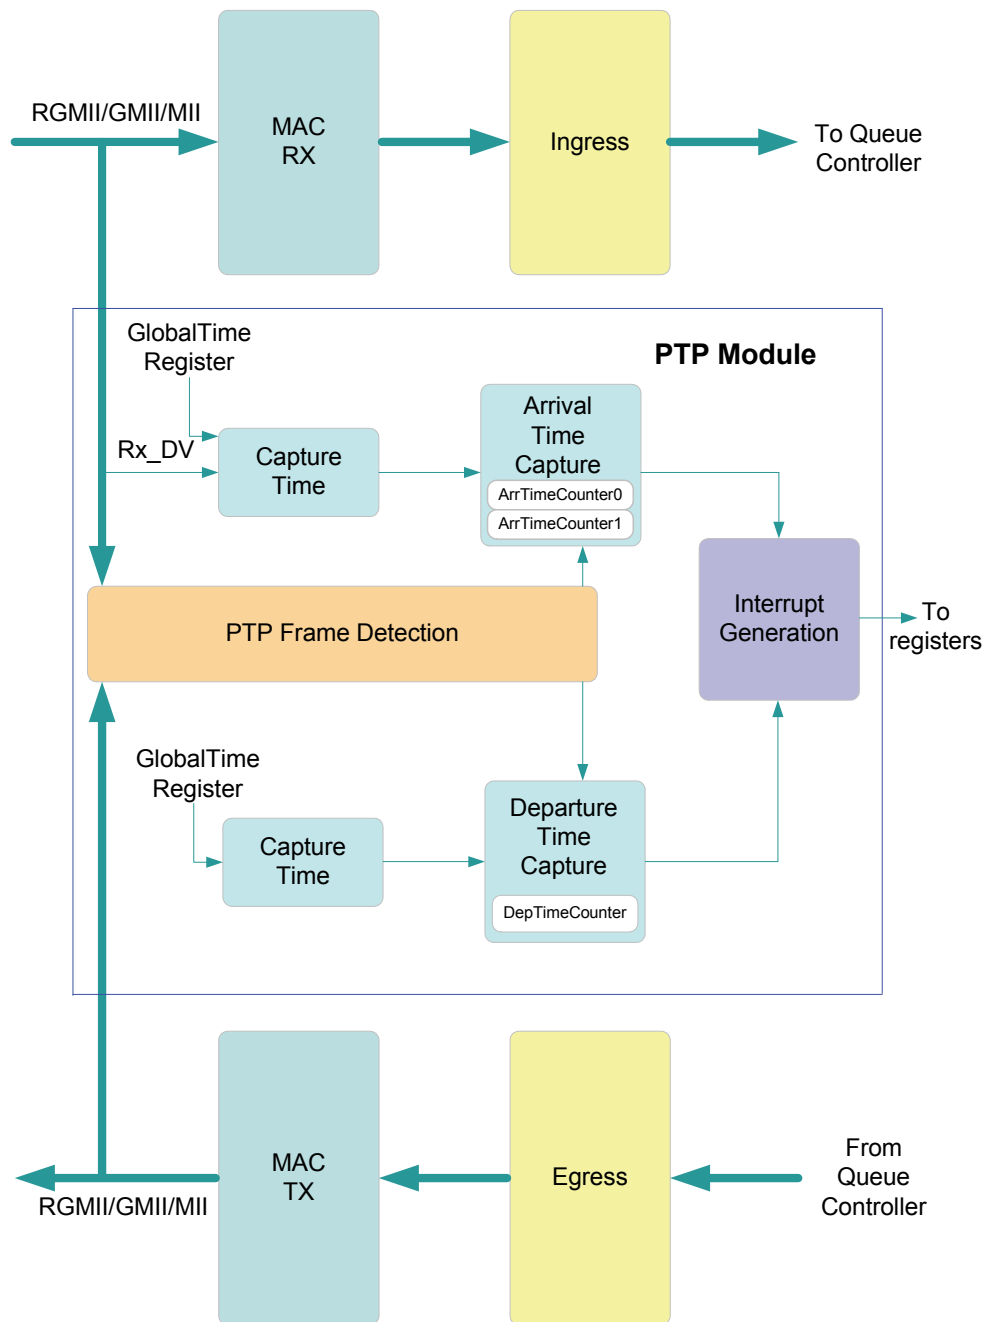 RGMII/GMII/MII
MAC
RX
Ingress
To Queue
Controller
GlobalTime
Register
PTP Module
Rx_DV
Capture
Time
Arrival
Time
Capture
ArrTimeCounter0
ArrTimeCounter1
PTP Frame Detection
Interrupt
Generation
To
registers
GlobalTime
Register
Capture
Time
Departure
Time
Capture
DepTimeCounter
RGMII/GMII/MII
MAC
TX
Egress
From
Queue
Controller